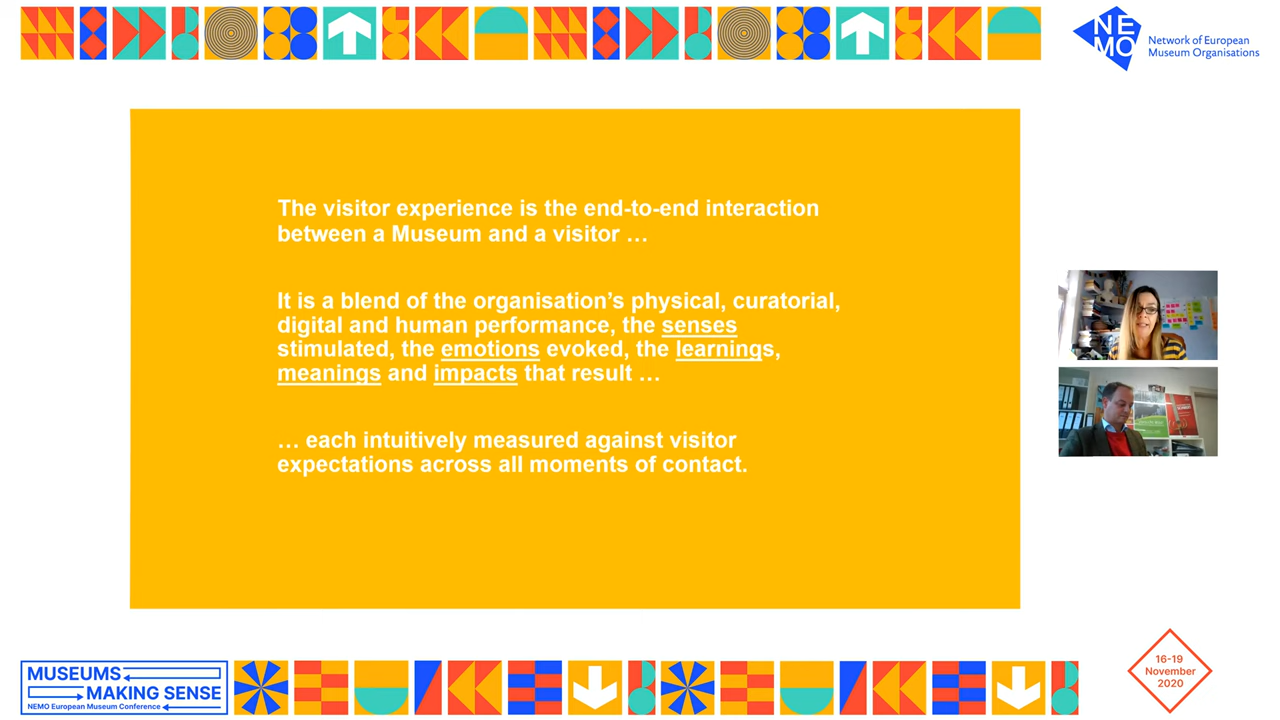 NE
MO
Network of European
Museum Organisations
The visitor experience is the end-to-end interaction
between a Museum and a visitor …
It is a blend of the organisation’s physical, curatorial,
digital and human performance, the senses
stimulated, the emotions evoked, the learnings,
meanings and impacts that result …
… each intuitively measured against visitor
expectations across all moments of contact.
MUSEUMS
MAKING SENSE
NEMO European Museum Conference
16-19
November
2020